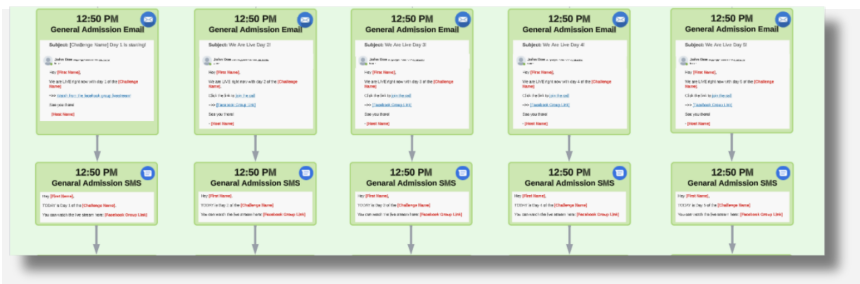 12:50 PM
General Admission Email
Subject: [Challenge Name] Day 1 is starting!
Hey [First Name],
We are LIVE right now with day 1 of the [Challenge Name]
See you there!
- [Host Name]
12:50 PM
General Admission Email
Subject: We Are Live Day 2!
Hey [First Name],
We are LIVE right now with day 2 of the [Challenge Name]
Click the link to join the call
>>> [Facebook Group Link]
See you there!
- [Host Name]
12:50 PM
General Admission Email
Subject: We Are Live Day 3!
Hey [First Name],
We are LIVE right now with day 3 of the [Challenge Name]
Click the link to join the call
>>> [Facebook Group Link]
See you there!
- [Host Name]
12:50 PM
General Admission Email
Subject: We Are Live Day 4!
Hey [First Name],
We are LIVE right now with day 4 of the [Challenge Name]
Click the link to join the call
>>> [Facebook Group Link]
See you there!
- [Host Name]
12:50 PM
General Admission Email
Subject: We Are Live Day 5!
Hey [First Name],
We are LIVE right now with day 5 of the [Challenge Name]
Click the link to join the call
>>> [Facebook Group Link]
See you there!
- [Host Name]
12:50 PM
Genaral Admission SMS
Hey [First Name],
TODAY is Day 1 of the [Challenge Name]
You can watch the live stream here: [Facebook Group Link]
12:50 PM
Genaral Admission SMS
Hey [First Name],
TODAY is Day 2 of the [Challenge Name]
You can watch the live stream here: [Facebook Group Link]
12:50 PM
Genaral Admission SMS
Hey [First Name],
TODAY is Day 3 of the [Challenge Name]
You can watch the live stream here: [Facebook Group Link]
12:50 PM
Genaral Admission SMS
Hey [First Name],
TODAY is Day 4 of the [Challenge Name]
You can watch the live stream here: [Facebook Group Link]
12:50 PM
Genaral Admission SMS
Hey [First Name],
TODAY is Day 5 of the [Challenge Name]
You can watch the live stream here: [Facebook Group Link]